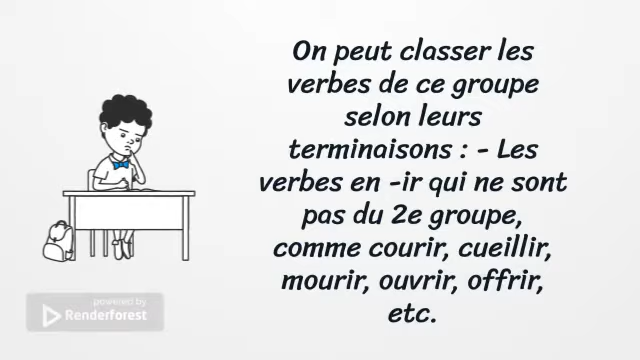 On peut classer les
verbes de ce groupe
selon leurs
terminaisons : - Les
verbes en -ir qui ne sont
pas du 2e groupe,
comme courir, cueillir,
mourir, ouvrir, offrir,
etc.
powered by
Renderforest